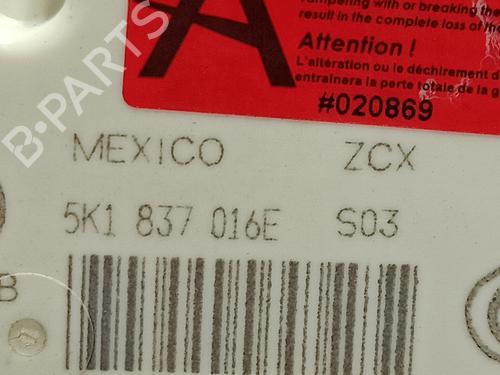 A
tampering with or breaking the
result in the complete loss of the
Attention !
L'altération ou le déchirement d
entraînera la perte totale de la g
#020869
B-PARTS
MEXICO ZCX
5K1 837 016E S03
B